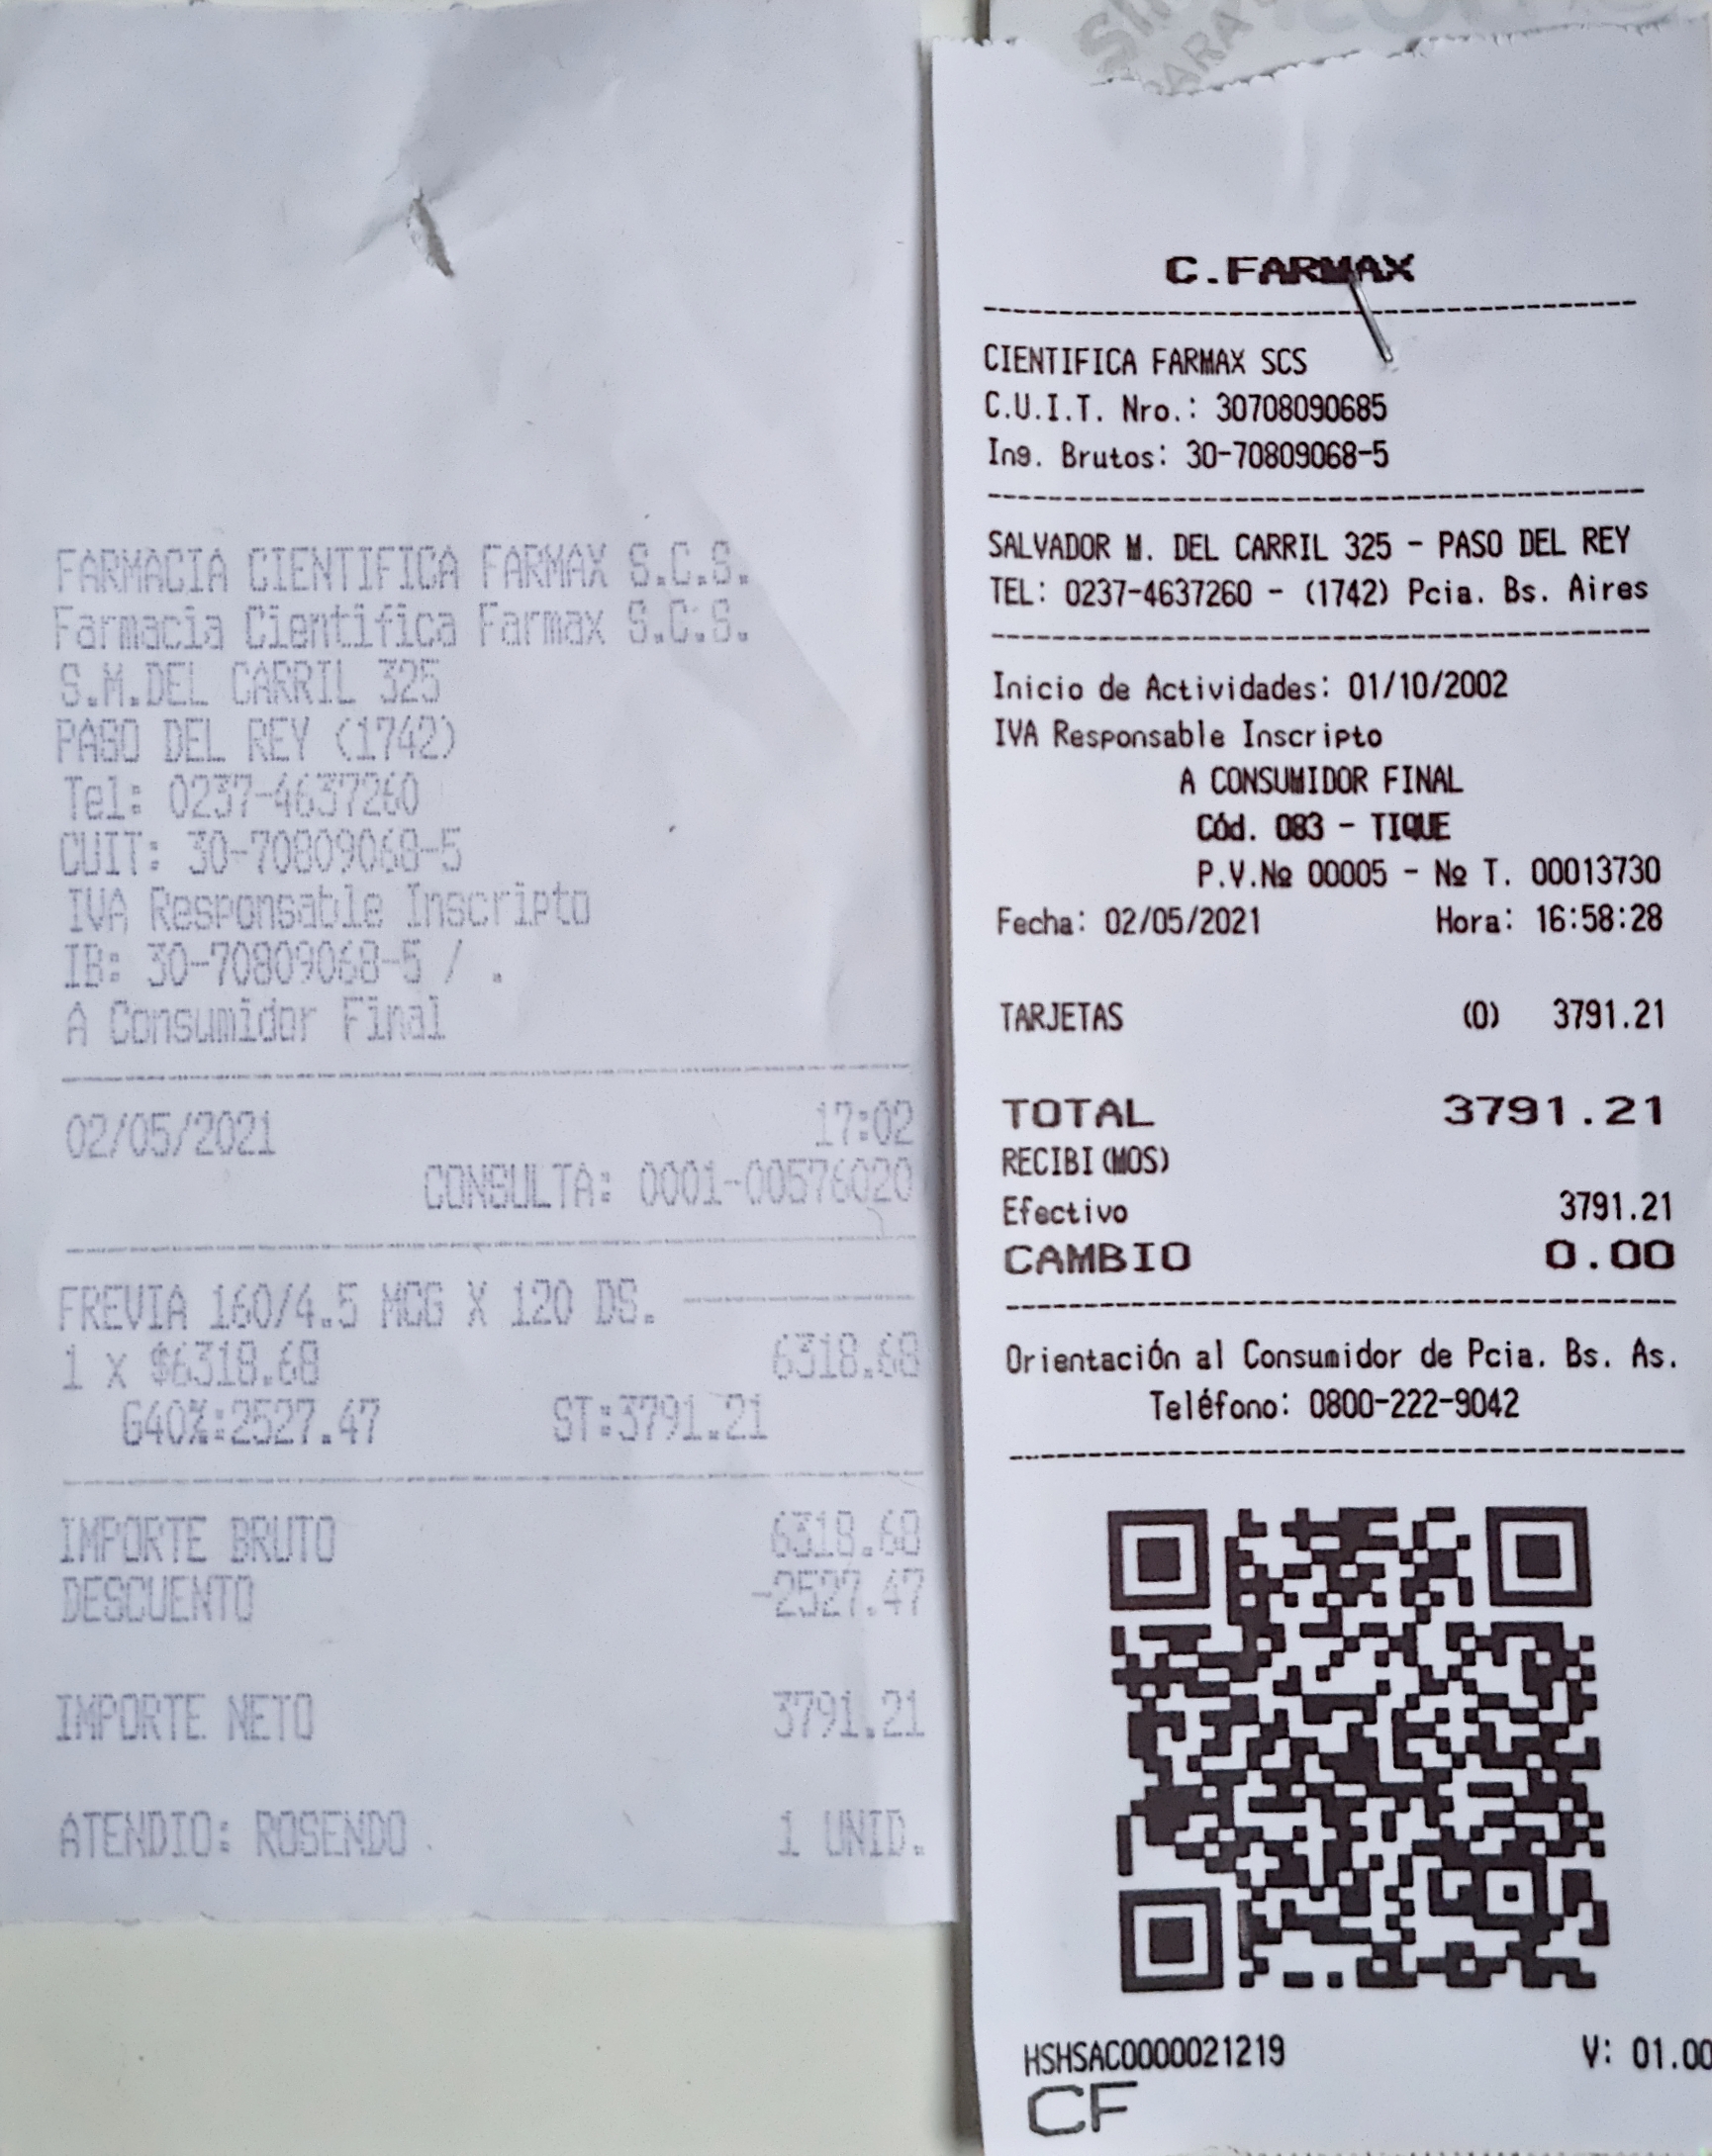 FARMACIA CIENTIFICA FARMAX S.C.S.
Farmacia Cientifica Farmax S.C.S.
S.M.DEL CARRIL 325
PASO DEL REY (1742)
Tel: 0237-4637260
CUIT: 30-70809068-5
IVA Responsable Inscripto
IB: 30-70809068-5 / .
A Consumidor Final
02/05/2021 17:02
CONSULTA: 0001-00576020
FREVIA 160/4.5 MCG X 120 DS.
1 x $6318.68 6318.68
G40%:2527.47 ST:3791.21
IMPORTE BRUTO 6318.68
DESCUENTO -2527.47
IMPORTE NETO 3791.21
ATENDIO: ROSENDO 1 UNID.
C.FARMAX
CIENTIFICA FARMAX SCS
C.U.I.T. Nro.: 30708090685
Ing. Brutos: 30-70809068-5
SALVADOR M. DEL CARRIL 325 - PASO DEL REY
TEL: 0237-4637260 - (1742) Pcia. Bs. Aires
Inicio de Actividades: 01/10/2002
IVA Responsable Inscripto
A CONSUMIDOR FINAL
Cód. 083 - TIQUE
P.V.Nº 00005 - Nº T. 00013730
Fecha: 02/05/2021 Hora: 16:58:28
TARJETAS (0) 3791.21
TOTAL 3791.21
RECIBI(MOS)
Efectivo 3791.21
CAMBIO 0.00
Orientación al Consumidor de Pcia. Bs. As.
Teléfono: 0800-222-9042
HSHSAC0000021219 V: 01.00
CF